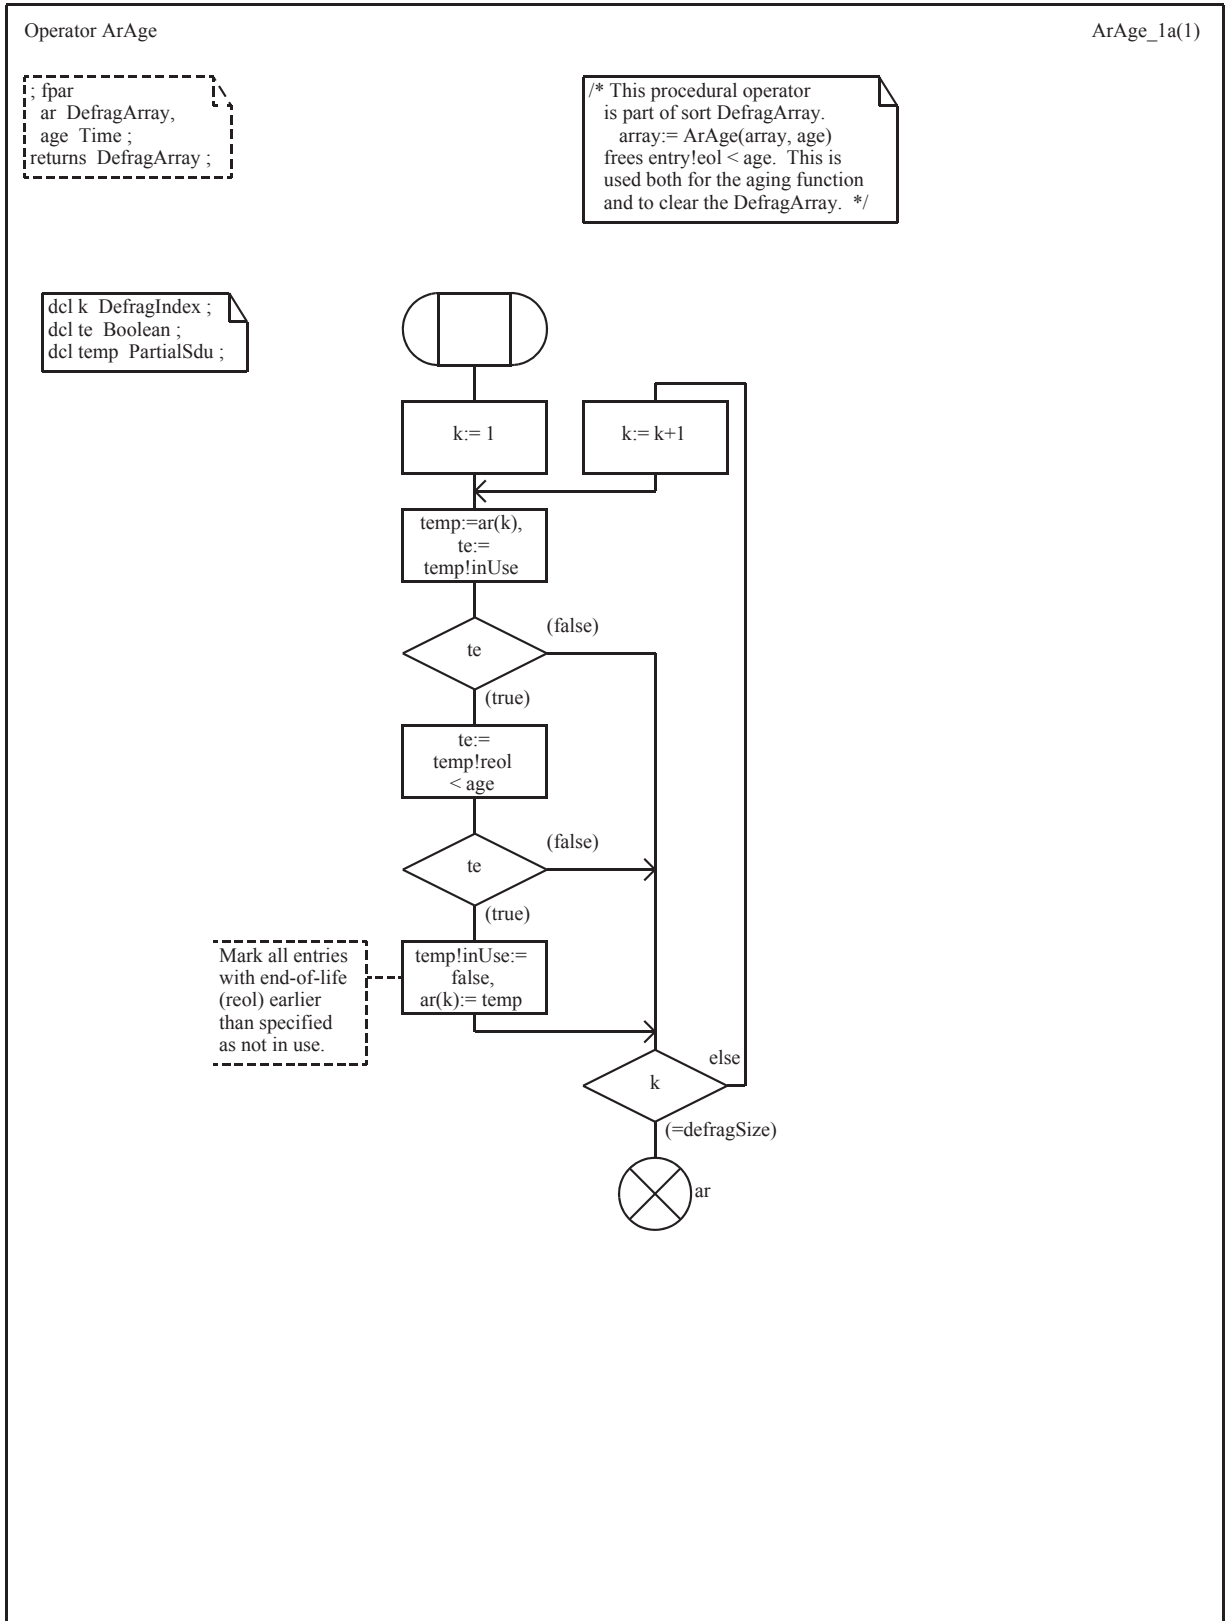 Operator ArAge
ArAge_1a(1)
; fpar
ar DefragArray,
age Time ;
returns DefragArray ;
/* This procedural operator
is part of sort DefragArray.
array:= ArAge(array, age)
frees entry!eol < age. This is
used both for the aging function
and to clear the DefragArray. */
dcl k DefragIndex ;
dcl te Boolean ;
dcl temp PartialSdu ;
k:= 1
k:= k+1
temp:=ar(k),
te:=
temp!inUse
te
(false)
(true)
te:=
temp!reol
< age
te
(false)
(true)
Mark all entries
with end-of-life
(reol) earlier
than specified
as not in use.
temp!inUse:=
false,
ar(k):= temp
else
k
(=defragSize)
ar